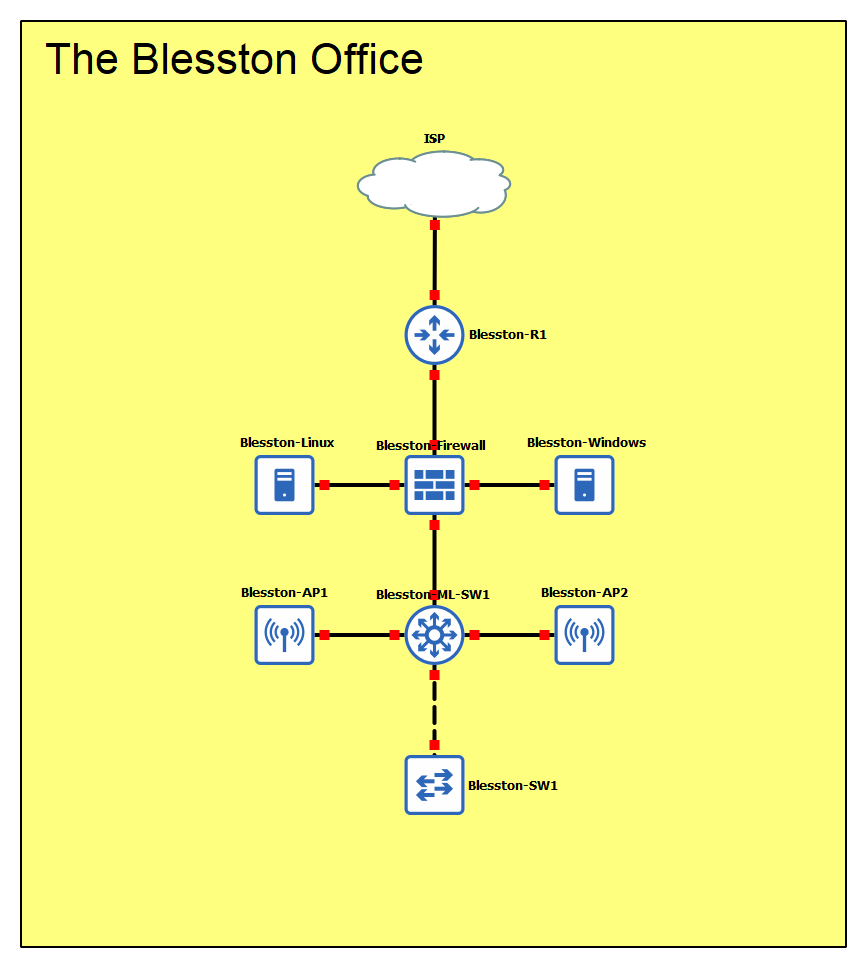 The Blesston Office
ISP
Blesston-R1
Blesston-Linux
Blesston-Firewall
Blesston-Windows
Blesston-AP1
Blesston-ML-SW1
Blesston-AP2
Blesston-SW1